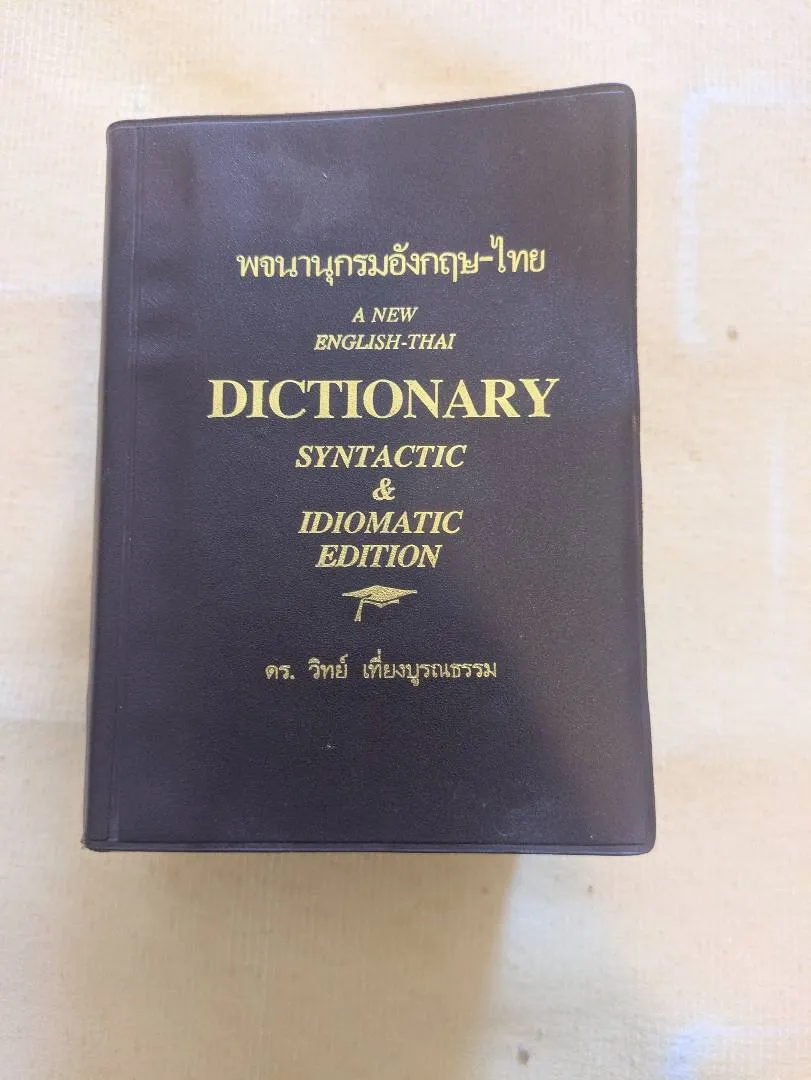 พจนานุกรมอังกฤษ-ไทย
A NEW
ENGLISH-THAI
DICTIONARY
SYNTACTIC
&
IDIOMATIC
EDITION
ดร. วิทย์ เที่ยงบูรณธรรม